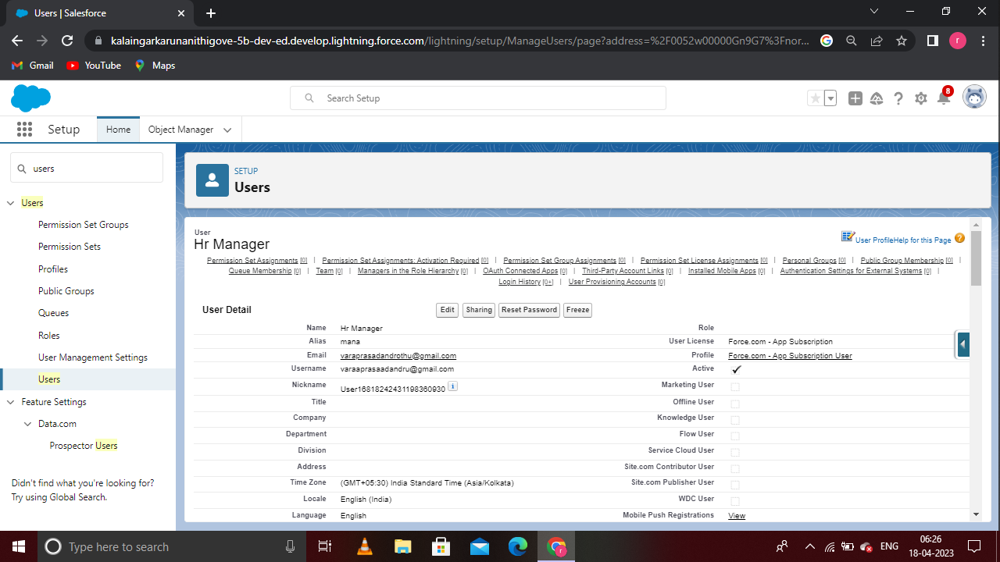 Users | Salesforce
kalaingarkarunanithigove-5b-dev-ed.develop.lightning.force.com/lightning/setup/ManageUsers/page?address=%2F0052w00000Gn9G7%3Fnor...
r
Gmail YouTube Maps
Search Setup
8
Setup Home Object Manager
users
Users
Permission Set Groups
Permission Sets
Profiles
Public Groups
Queues
Roles
User Management Settings
Users
Feature Settings
Data.com
Prospector Users
Didn't find what you're looking for?
Try using Global Search.
SETUP
Users
User
Hr Manager
User Profile Help for this Page ?
Permission Set Assignments [0] | Permission Set Assignments: Activation Required [0] | Permission Set Group Assignments [0] | Permission Set License Assignments [0] | Personal Groups [0] | Public Group Membership [0] |
Queue Membership [0] | Team [0] | Managers in the Role Hierarchy [0] | OAuth Connected Apps [0] | Third-Party Account Links [0] | Installed Mobile Apps [0] | Authentication Settings for External Systems [0] |
Login History [0+] | User Provisioning Accounts [0]
User Detail Edit Sharing Reset Password Freeze
Name Hr Manager Role
Alias mana User License Force.com - App Subscription
Email varaprasadandrothu@gmail.com Profile Force.com - App Subscription User
Username varaaprasaadandru@gmail.com Active ✓
Nickname User16818242431198360930 i Marketing User
Title Offline User
Company Knowledge User
Department Flow User
Division Service Cloud User
Address Site.com Contributor User
Time Zone (GMT+05:30) India Standard Time (Asia/Kolkata) Site.com Publisher User
Locale English (India) WDC User
Language English Mobile Push Registrations View
Type here to search
r
ENG
06:26
18-04-2023